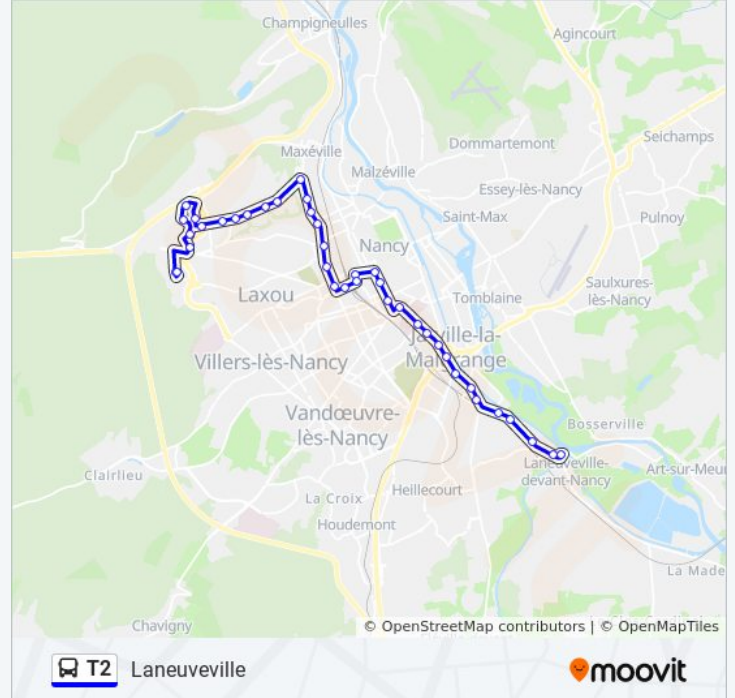 Champigneulles
Agincourt
Seichamps
Dommartemont
Maxéville
Malzéville
Essey-lès-Nancy
Saint-Max
Pulnoy
Nancy
Saulxures-
lès-Nancy
Laxou
Tomblaine
Jarville-la-
Malgrange
Villers-lès-Nancy
Vandœuvre-
lès-Nancy
Bosserville
Laneuveville-
devant-Nancy
Art-sur-Meur
Clairlieu
Heillecourt
La Croix
Houdemont
La Made
Chavigny
© OpenStreetMap contributors | © OpenMapTiles
T2 Laneuveville
moovit